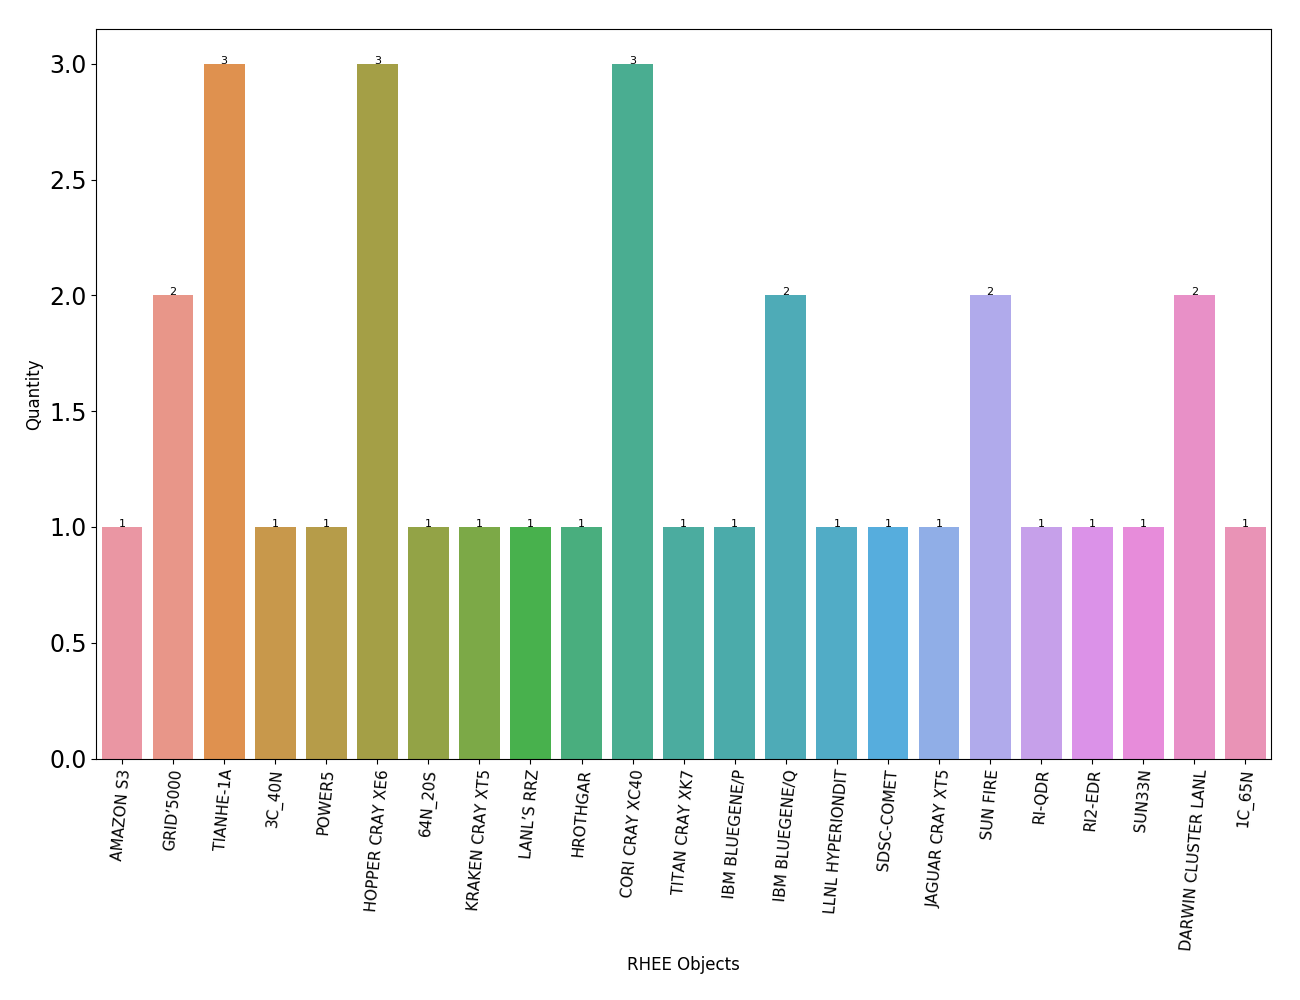 3.0
2.5
2.0
1.5
1.0
0.5
0.0
Quantity
1
2
3
1
1
3
1
1
1
1
3
1
1
2
1
1
1
2
1
1
1
2
1
AMAZON S3
GRID'5000
TIANHE-1A
3C_40N
POWER5
HOPPER CRAY XE6
64N_20S
KRAKEN CRAY XT5
LANL'S RRZ
HROTHGAR
CORI CRAY XC40
TITAN CRAY XK7
IBM BLUEGENE/P
IBM BLUEGENE/Q
LLNL HYPERIONDIT
SDSC-COMET
JAGUAR CRAY XT5
SUN FIRE
RI-QDR
RI2-EDR
SUN33N
DARWIN CLUSTER LANL
1C_65N
RHEE Objects